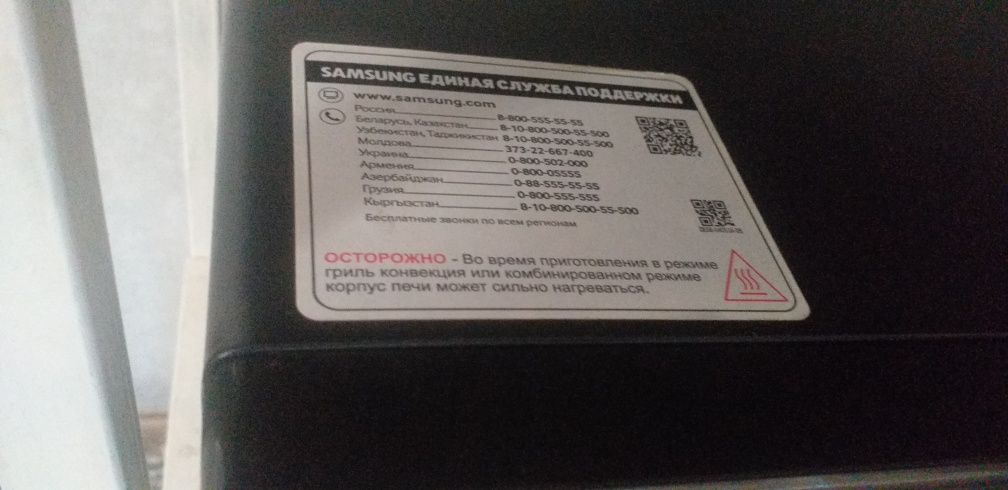 SAMSUNG ЕДИНАЯ СЛУЖБА ПОДДЕРЖКИ
www.samsung.com
Россия 8-800-555-55-55
Беларусь, Казахстан 8-10-800-500-55-500
Узбекистан, Таджикистан 8-10-800-500-55-500
Молдова 373-22-667-400
Украина 0-800-502-000
Армения 0-800-05555
Азербайджан 0-88-555-55-55
Грузия 0-800-555-555
Кыргызстан 8-10-800-500-55-500
Бесплатные звонки по всем регионам
ОСТОРОЖНО - Во время приготовления в режиме
гриль конвекция или комбинированном режиме
корпус печи может сильно нагреваться.